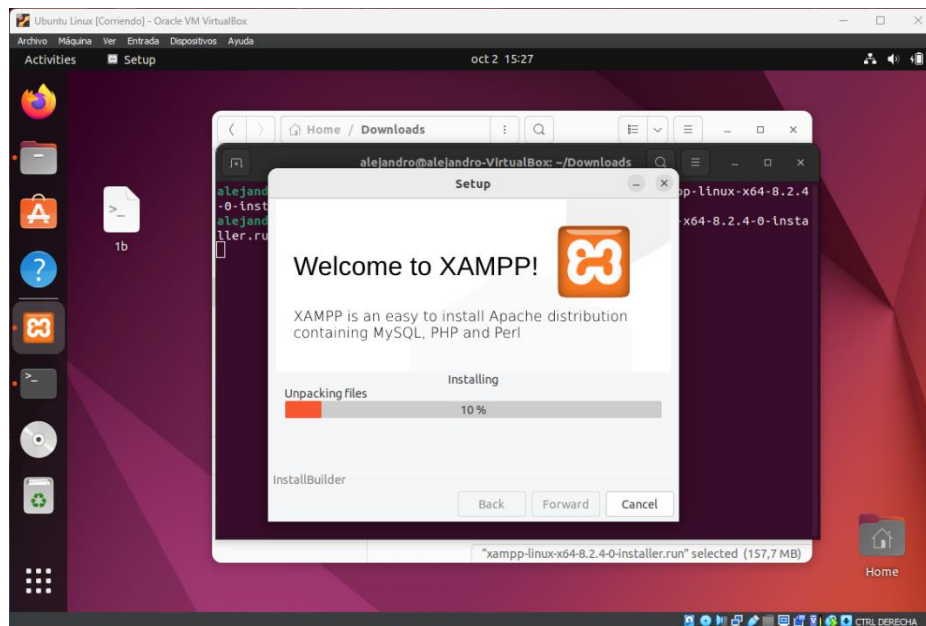 Ubuntu Linux [Corriendo] - Oracle VM VirtualBox
Archivo Máquina Ver Entrada Dispositivos Ayuda
Activities Setup oct 2 15:27
Home / Downloads
alejandro@alejandro-VirtualBox: ~/Downloads
Setup
alejand pp-linux-x64-8.2.4
-0-inst
alejand -x64-8.2.4-0-insta
ller.ru
1b
Welcome to XAMPP!
XAMPP is an easy to install Apache distribution
containing MySQL, PHP and Perl
Installing
Unpacking files
10 %
InstallBuilder
Back Forward Cancel
"xampp-linux-x64-8.2.4-0-installer.run" selected (157,7 MB)
Home
CTRL DERECHA